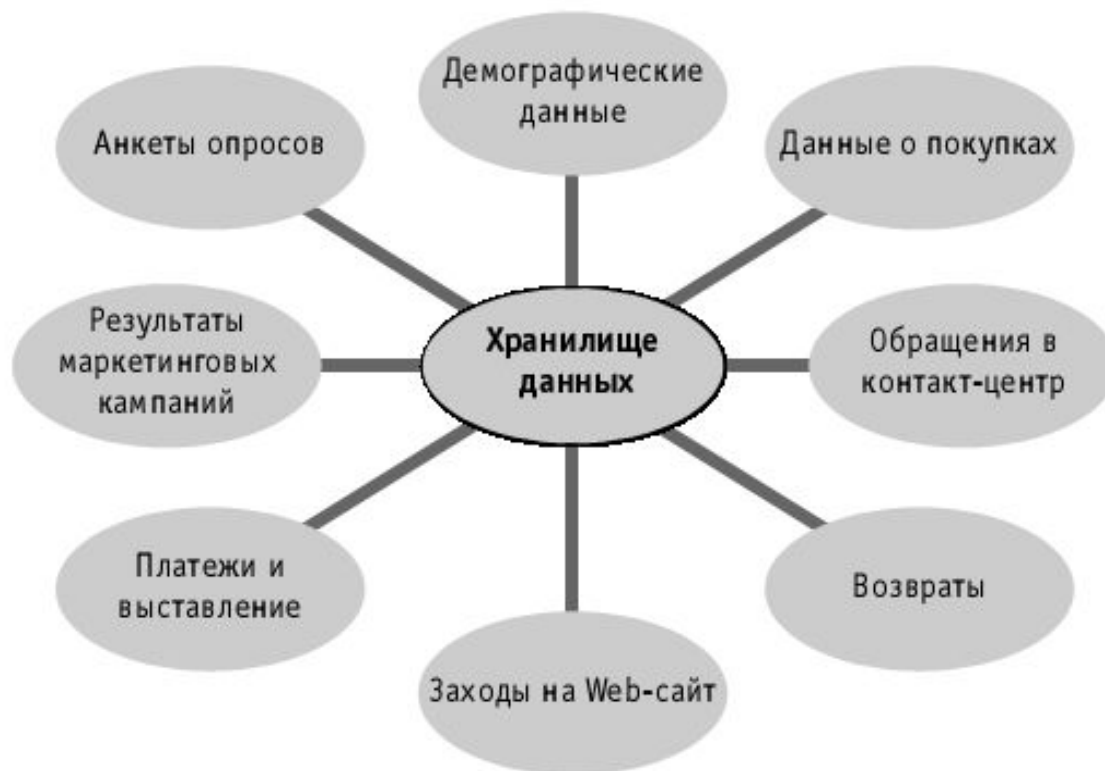 Демографические
данные
Анкеты опросов
Данные о покупках
Результаты
маркетинговых
кампаний
Хранилище
данных
Обращения в
контакт-центр
Платежи и
выставление
Возвраты
Заходы на Web-сайт